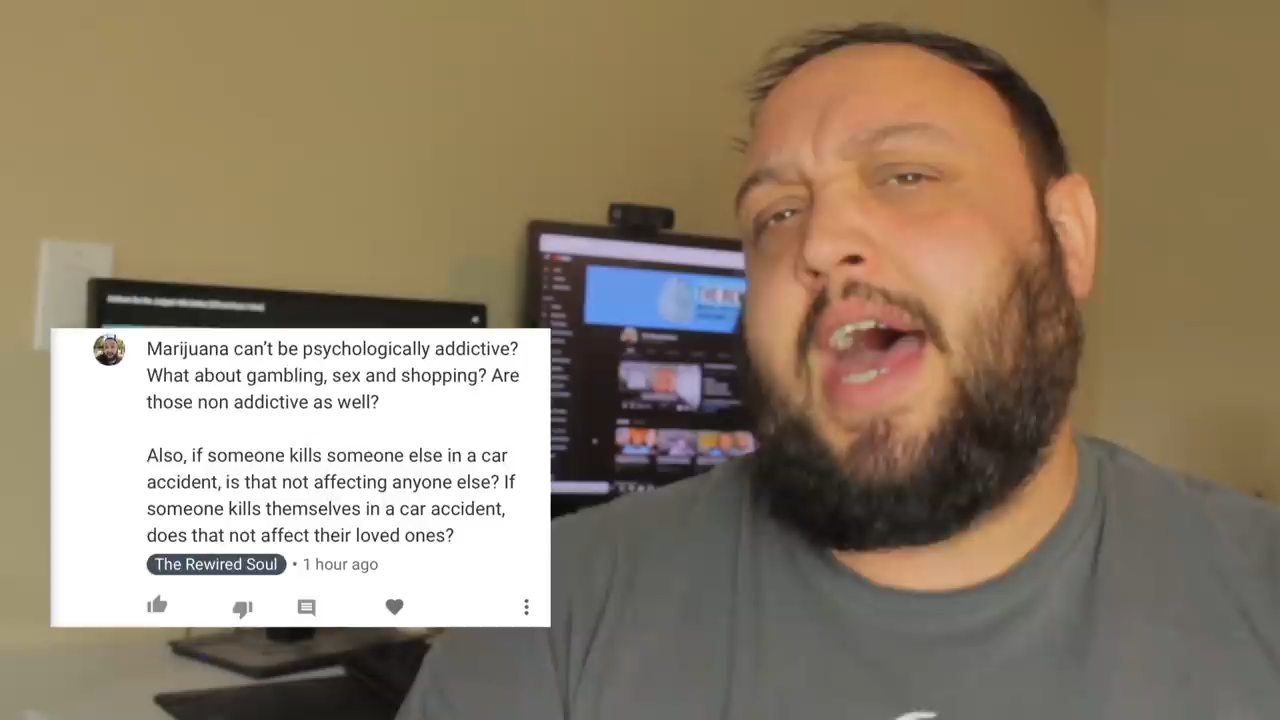 Marijuana can't be psychologically addictive?
What about gambling, sex and shopping? Are
those non addictive as well?
Also, if someone kills someone else in a car
accident, is that not affecting anyone else? If
someone kills themselves in a car accident,
does that not affect their loved ones?
The Rewired Soul • 1 hour ago
THE REW